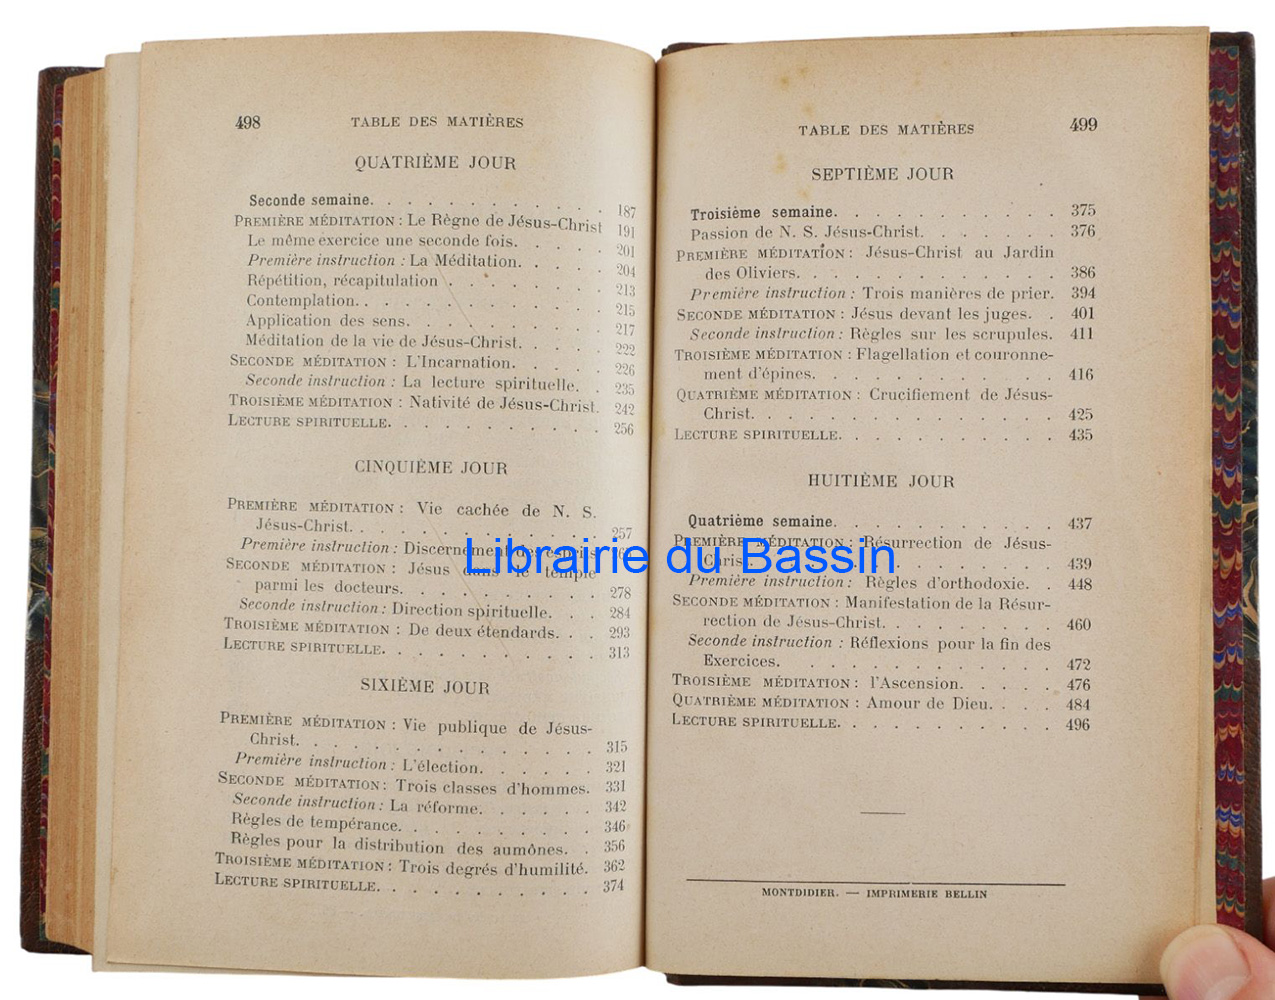 498 TABLE DES MATIÈRES
QUATRIÈME JOUR
Seconde semaine. . . . . . . . . . . 187
PREMIÈRE MÉDITATION : Le Règne de Jésus-Christ 191
Le même exercice une seconde fois. . . . . 201
Première instruction : La Méditation. . . . . 204
Répétition, récapitulation . . . . . . . . 213
Contemplation. . . . . . . . . . . . 215
Application des sens. . . . . . . . . . 217
Méditation de la vie de Jésus-Christ. . . . . 222
SECONDE MÉDITATION : L'Incarnation. . . . . 226
Seconde instruction : La lecture spirituelle. . 235
TROISIÈME MÉDITATION : Nativité de Jésus-Christ. 242
LECTURE SPIRITUELLE. . . . . . . . . . . 256
CINQUIÈME JOUR
PREMIÈRE MÉDITATION : Vie cachée de N. S.
Jésus-Christ. . . . . . . . . . . . . 257
Première instruction : Discernement des esprits
SECONDE MÉDITATION : Jésus dans le temple
parmi les docteurs. . . . . . . . . . 278
Seconde instruction : Direction spirituelle. . . 284
TROISIÈME MÉDITATION : De deux étendards. . . 293
LECTURE SPIRITUELLE. . . . . . . . . . . 313
SIXIÈME JOUR
PREMIÈRE MÉDITATION : Vie publique de Jésus-
Christ. . . . . . . . . . . . . . . 315
Première instruction : L'élection. . . . . . 321
SECONDE MÉDITATION : Trois classes d'hommes. 331
Seconde instruction : La réforme. . . . . . 342
Règles de tempérance. . . . . . . . . . 346
Règles pour la distribution des aumônes. . 356
TROISIÈME MÉDITATION : Trois degrés d'humilité. 362
LECTURE SPIRITUELLE. . . . . . . . . . . 374
TABLE DES MATIÈRES 499
SEPTIÈME JOUR
Troisième semaine. . . . . . . . . . . 375
Passion de N. S. Jésus-Christ. . . . . . . 376
PREMIÈRE MÉDITATION : Jésus-Christ au Jardin
des Oliviers. . . . . . . . . . . . . 386
Première instruction : Trois manières de prier. 394
SECONDE MÉDITATION : Jésus devant les juges. . 401
Seconde instruction : Règles sur les scrupules. 411
TROISIÈME MÉDITATION : Flagellation et couronne-
ment d'épines. . . . . . . . . . . . 416
QUATRIÈME MÉDITATION : Crucifiement de Jésus-
Christ. . . . . . . . . . . . . . . 425
LECTURE SPIRITUELLE. . . . . . . . . . . 435
HUITIÈME JOUR
Quatrième semaine. . . . . . . . . . . 437
PREMIÈRE MÉDITATION : Résurrection de Jésus-
Christ. . . . . . . . . . . . . . . 439
Première instruction : Règles d'orthodoxie. . 448
SECONDE MÉDITATION : Manifestation de la Résur-
rection de Jésus-Christ. . . . . . . . . 460
Seconde instruction : Réflexions pour la fin des
Exercices. . . . . . . . . . . . . . 472
TROISIÈME MÉDITATION : l'Ascension. . . . . 476
QUATRIÈME MÉDITATION : Amour de Dieu. . . . 484
LECTURE SPIRITUELLE. . . . . . . . . . . 496
MONTDIDIER. — IMPRIMERIE BELLIN
Librairie du Bassin